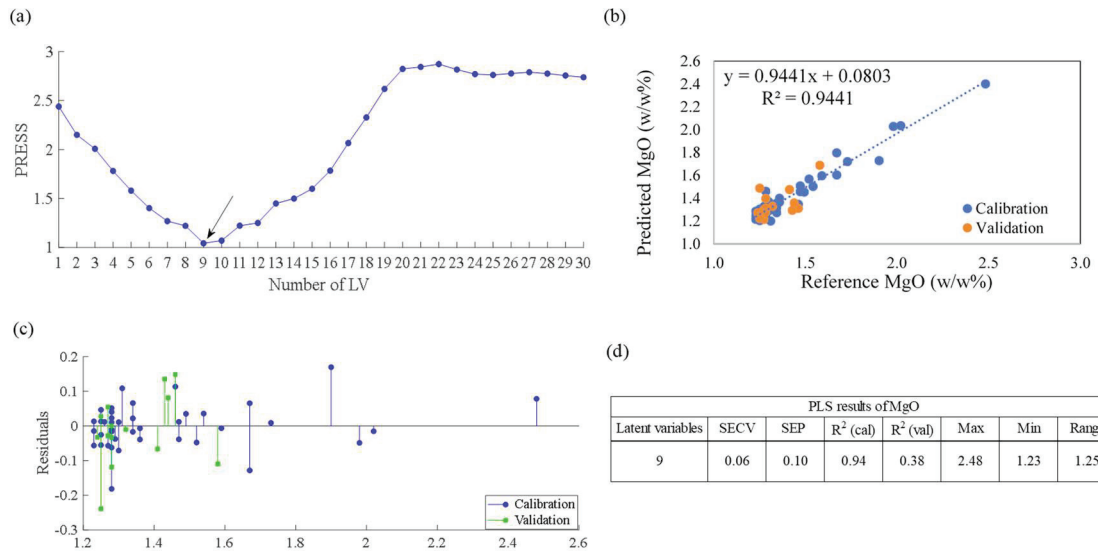 (a)
3
2.5
2
1.5
1
PRESS
1 2 3 4 5 6 7 8 9 10 11 12 13 14 15 16 17 18 19 20 21 22 23 24 25 26 27 28 29 30
Number of LV
(b)
y = 0.9441x + 0.0803
R² = 0.9441
2.6
2.4
2.2
2.0
1.8
1.6
1.4
1.2
1.0
Predicted MgO (w/w%)
Calibration
Validation
1.0 1.5 2.0 2.5 3.0
Reference MgO (w/w%)
(c)
0.2
0.1
0
-0.1
-0.2
-0.3
Residuals
Calibration
Validation
1.2 1.4 1.6 1.8 2 2.2 2.4 2.6
(d)
PLS results of MgO
Latent variables SECV SEP R² (cal) R² (val) Max Min Rang
9 0.06 0.10 0.94 0.38 2.48 1.23 1.25